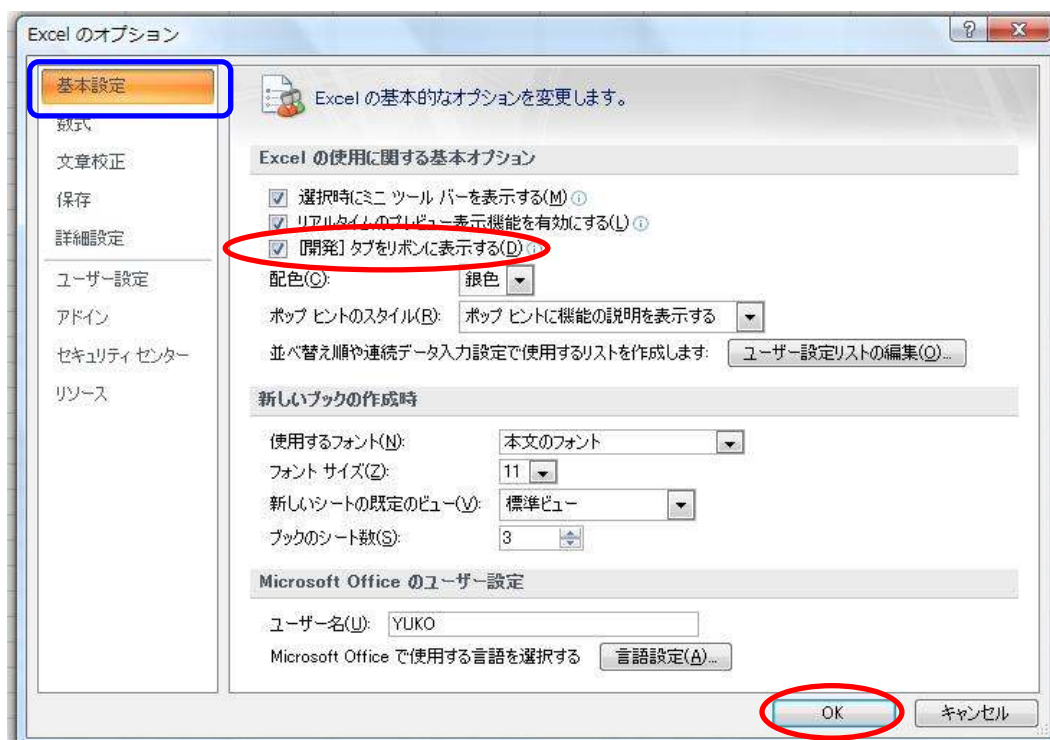 Excel のオプション
基本設定
数式
文章校正
保存
詳細設定
ユーザー設定
アドイン
セキュリティ センター
リソース
Excel の基本的なオプションを変更します。
Excel の使用に関する基本オプション
選択時にミニ ツール バーを表示する(M)
リアルタイムのプレビュー表示機能を有効にする(L)
[開発] タブをリボンに表示する(D)
配色(C): 銀色
ポップ ヒントのスタイル(R): ポップ ヒントに機能の説明を表示する
並べ替え順や連続データ入力設定で使用するリストを作成します: ユーザー設定リストの編集(O)...
新しいブックの作成時
使用するフォント(N): 本文のフォント
フォント サイズ(Z): 11
新しいシートの既定のビュー(V): 標準ビュー
ブックのシート数(S): 3
Microsoft Office のユーザー設定
ユーザー名(U): YUKO
Microsoft Office で使用する言語を選択する 言語設定(A)...
OK キャンセル